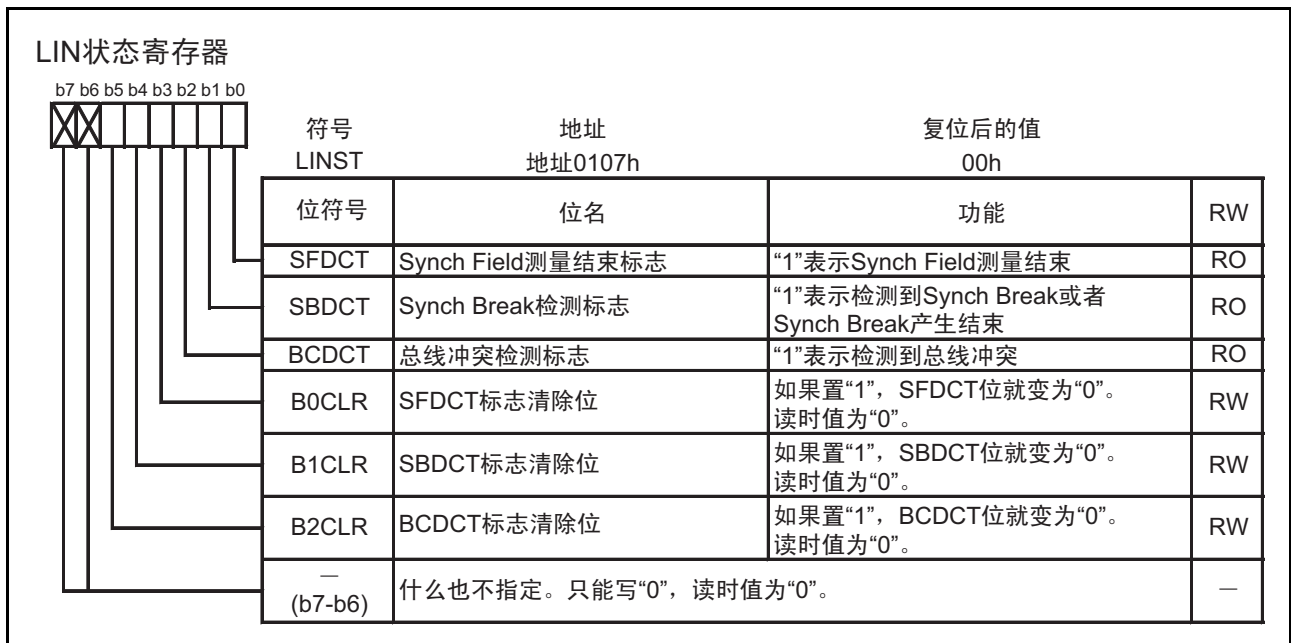 LIN状态寄存器
b7 b6 b5 b4 b3 b2 b1 b0
符号 地址 复位后的值
LINST 地址0107h 00h
位符号 位名 功能 RW
SFDCT Synch Field测量结束标志 “1”表示Synch Field测量结束 RO
SBDCT Synch Break检测标志 “1”表示检测到Synch Break或者
Synch Break产生结束 RO
BCDCT 总线冲突检测标志 “1”表示检测到总线冲突 RO
B0CLR SFDCT标志清除位 如果置“1”，SFDCT位就变为“0”。
读时值为“0”。 RW
B1CLR SBDCT标志清除位 如果置“1”，SBDCT位就变为“0”。
读时值为“0”。 RW
B2CLR BCDCT标志清除位 如果置“1”，BCDCT位就变为“0”。
读时值为“0”。 RW
—
(b7-b6) 什么也不指定。只能写“0”，读时值为“0”。 —